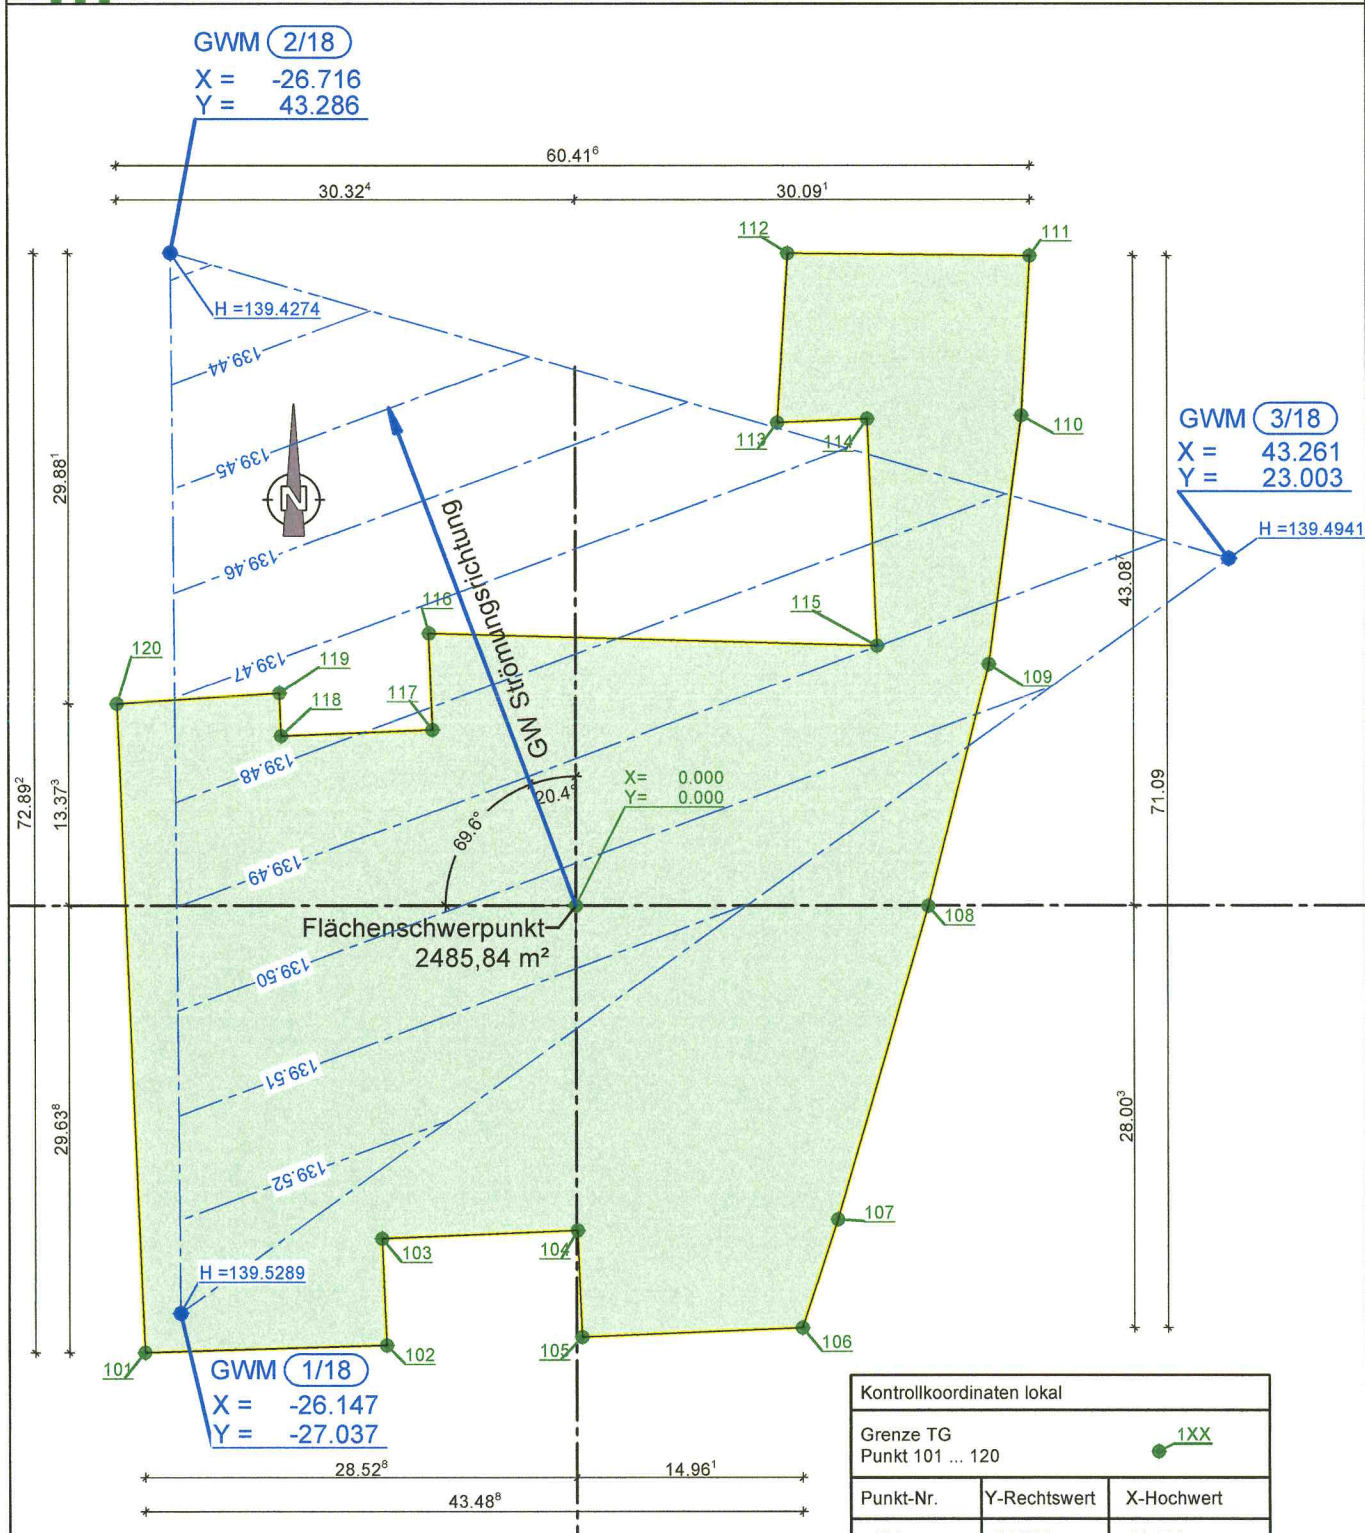 GWM 2/18
X = -26.716
Y = 43.286
60.41⁶
30.32⁴
30.09¹
112
111
H =139.4274
139.44
113
114
110
GWM 3/18
X = 43.261
Y = 23.003
H =139.4941
139.45
N
29.88¹
GW Strömungsrichtung
139.46
43.08⁷
116
115
120
119
139.47
109
118
117
139.48
72.89²
13.37³
X= 0.000
Y= 0.000
20.4°
71.09
69.6°
139.49
Flächenschwerpunkt
2485,84 m²
108
139.50
139.51
29.63⁸
28.00³
139.52
107
103
104
H =139.5289
101
102
105
106
GWM 1/18
X = -26.147
Y = -27.037
28.52⁸
14.96¹
43.48⁸
Kontrollkoordinaten lokal
Grenze TG
Punkt 101 ... 120
1XX
Punkt-Nr. Y-Rechtswert X-Hochwert